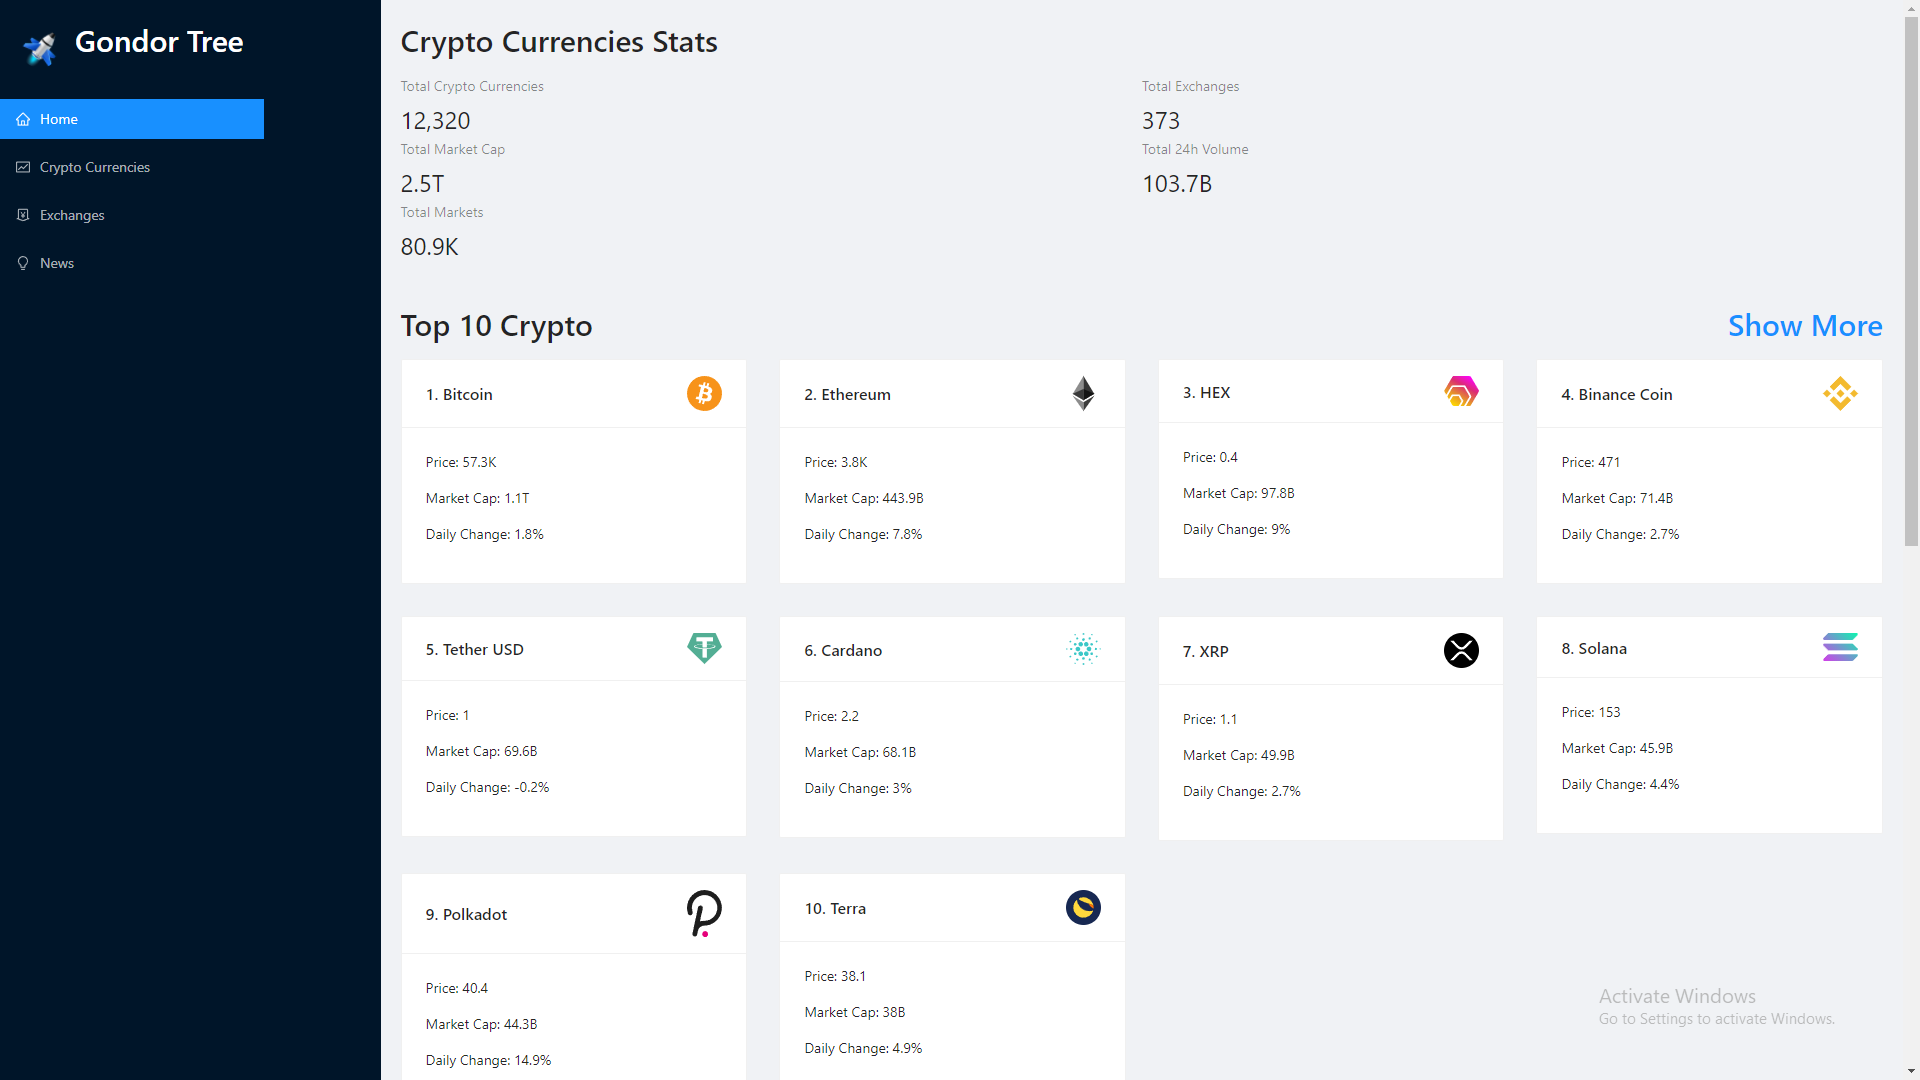 Gondor Tree
Home
Crypto Currencies
Exchanges
News
Crypto Currencies Stats
Total Crypto Currencies
12,320
Total Exchanges
373
Total Market Cap
2.5T
Total 24h Volume
103.7B
Total Markets
80.9K
Top 10 Crypto
Show More
1. Bitcoin
Price: 57.3K
Market Cap: 1.1T
Daily Change: 1.8%
2. Ethereum
Price: 3.8K
Market Cap: 443.9B
Daily Change: 7.8%
3. HEX
Price: 0.4
Market Cap: 97.8B
Daily Change: 9%
4. Binance Coin
Price: 471
Market Cap: 71.4B
Daily Change: 2.7%
5. Tether USD
Price: 1
Market Cap: 69.6B
Daily Change: -0.2%
6. Cardano
Price: 2.2
Market Cap: 68.1B
Daily Change: 3%
7. XRP
Price: 1.1
Market Cap: 49.9B
Daily Change: 2.7%
8. Solana
Price: 153
Market Cap: 45.9B
Daily Change: 4.4%
9. Polkadot
Price: 40.4
Market Cap: 44.3B
Daily Change: 14.9%
10. Terra
Price: 38.1
Market Cap: 38B
Daily Change: 4.9%
Activate Windows
Go to Settings to activate Windows.